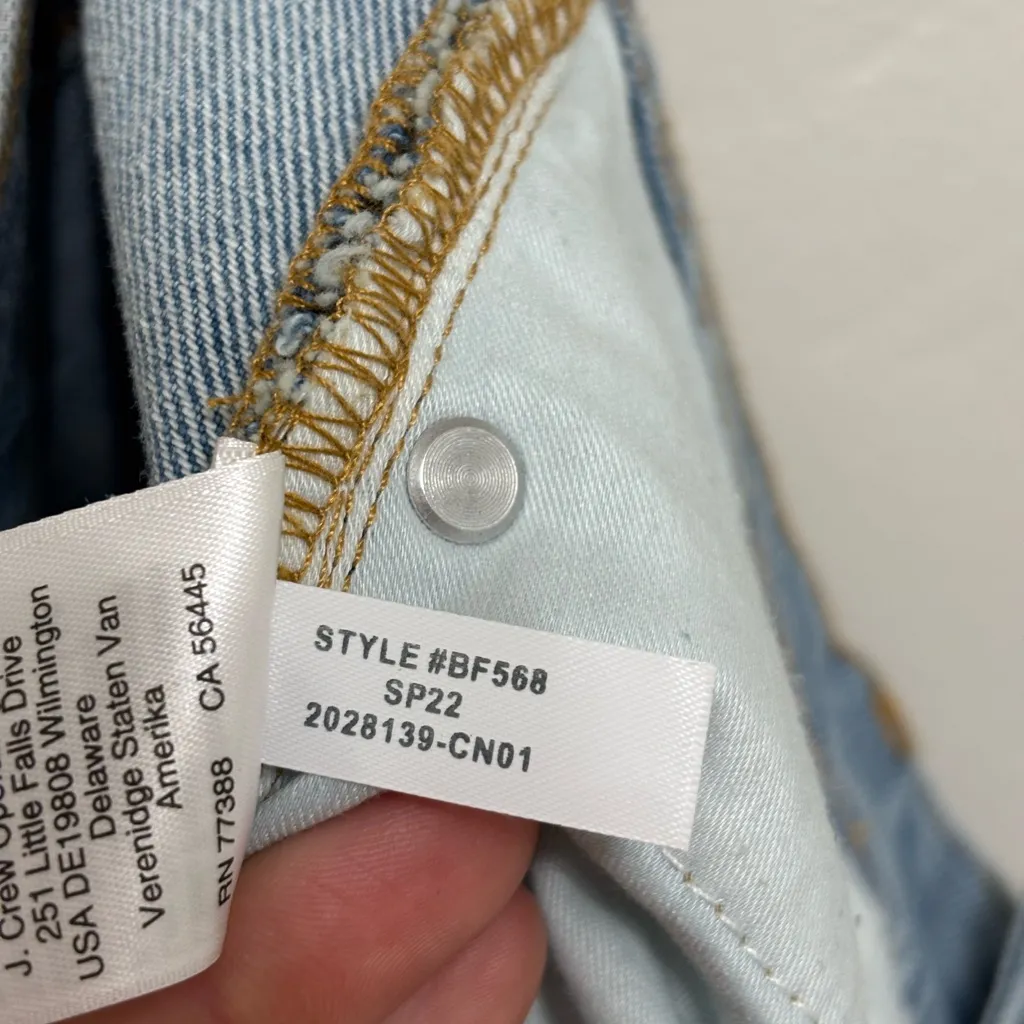 J. Crew
251 Little Falls Drive
USA DE19808 Wilmington
Delaware
Verenidge Staten Van
Amerika
RN 77388 CA 56445
STYLE #BF568
SP22
2028139-CN01